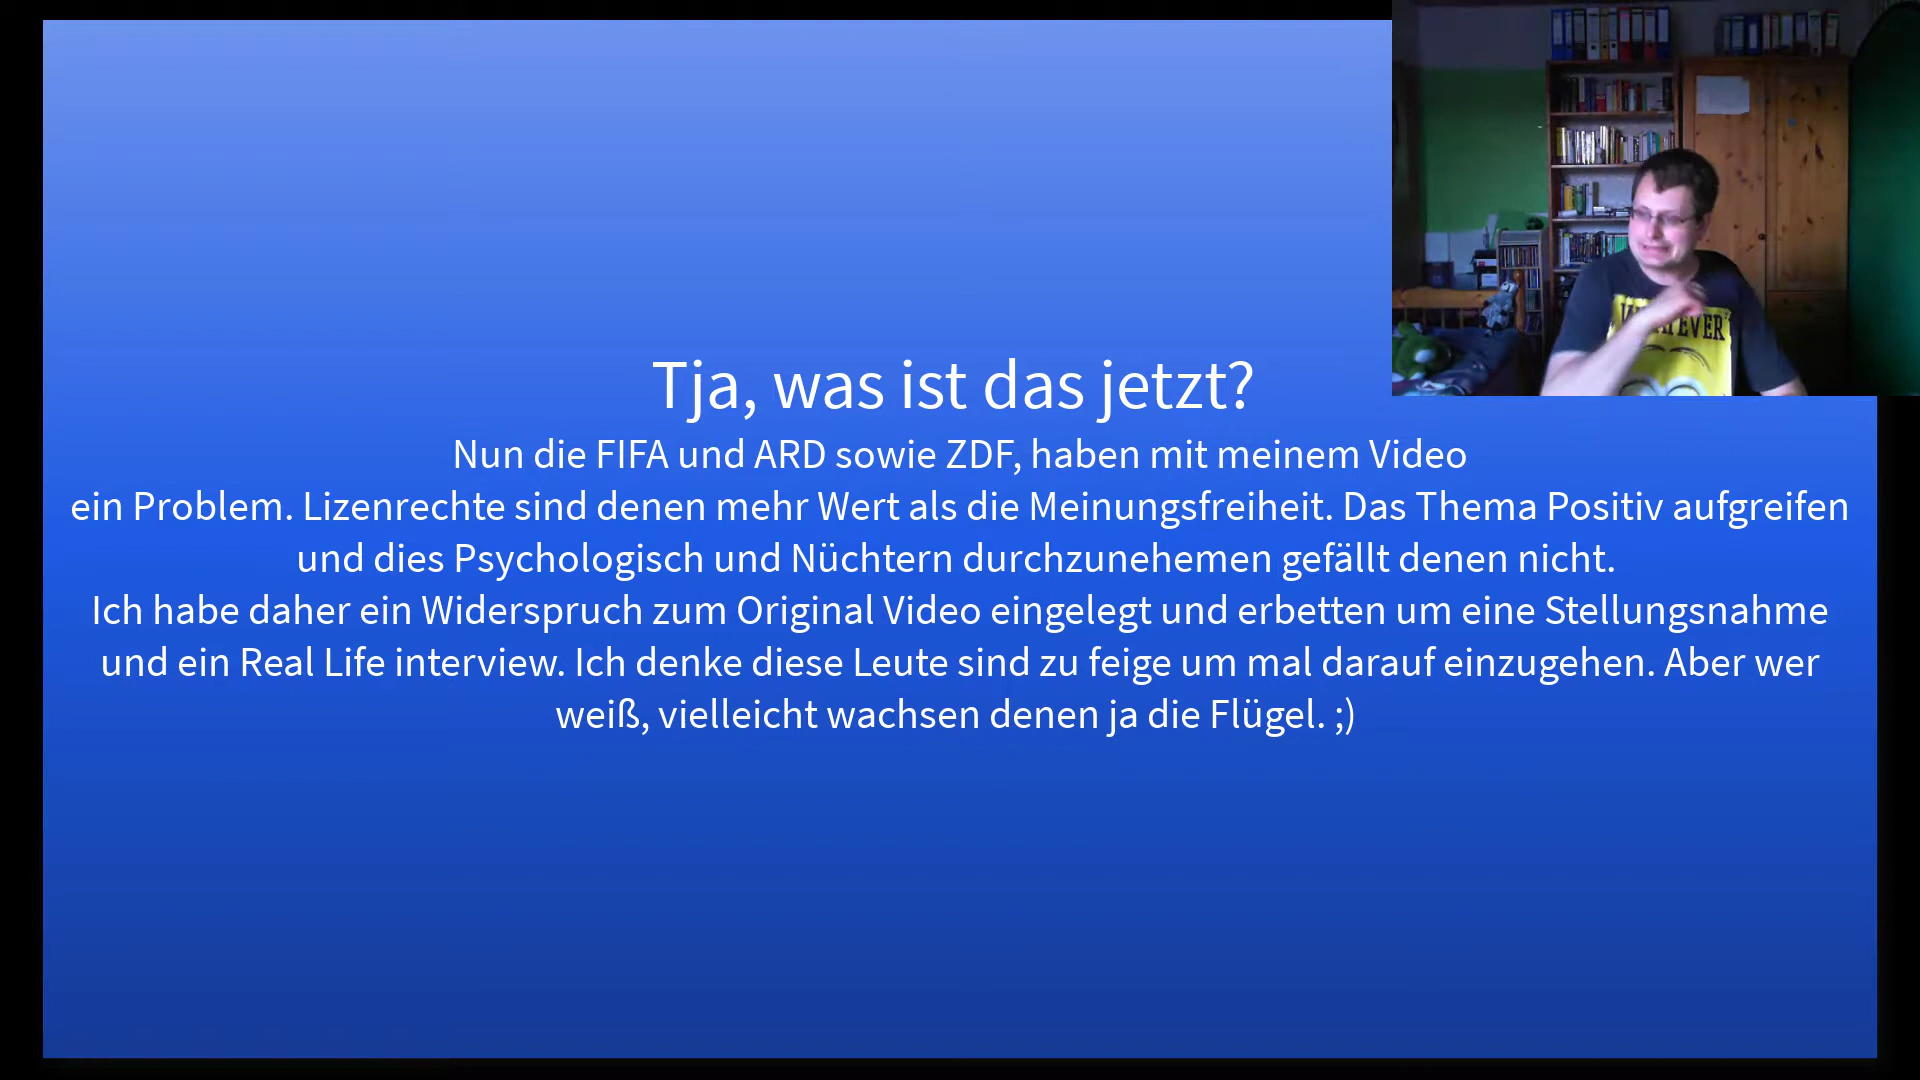 Tja, was ist das jetzt?
Nun die FIFA und ARD sowie ZDF, haben mit meinem Video
ein Problem. Lizenrechte sind denen mehr Wert als die Meinungsfreiheit. Das Thema Positiv aufgreifen
und dies Psychologisch und Nüchtern durchzunehemen gefällt denen nicht.
Ich habe daher ein Widerspruch zum Original Video eingelegt und erbetten um eine Stellungsnahme
und ein Real Life interview. Ich denke diese Leute sind zu feige um mal darauf einzugehen. Aber wer
weiß, vielleicht wachsen denen ja die Flügel. ;)